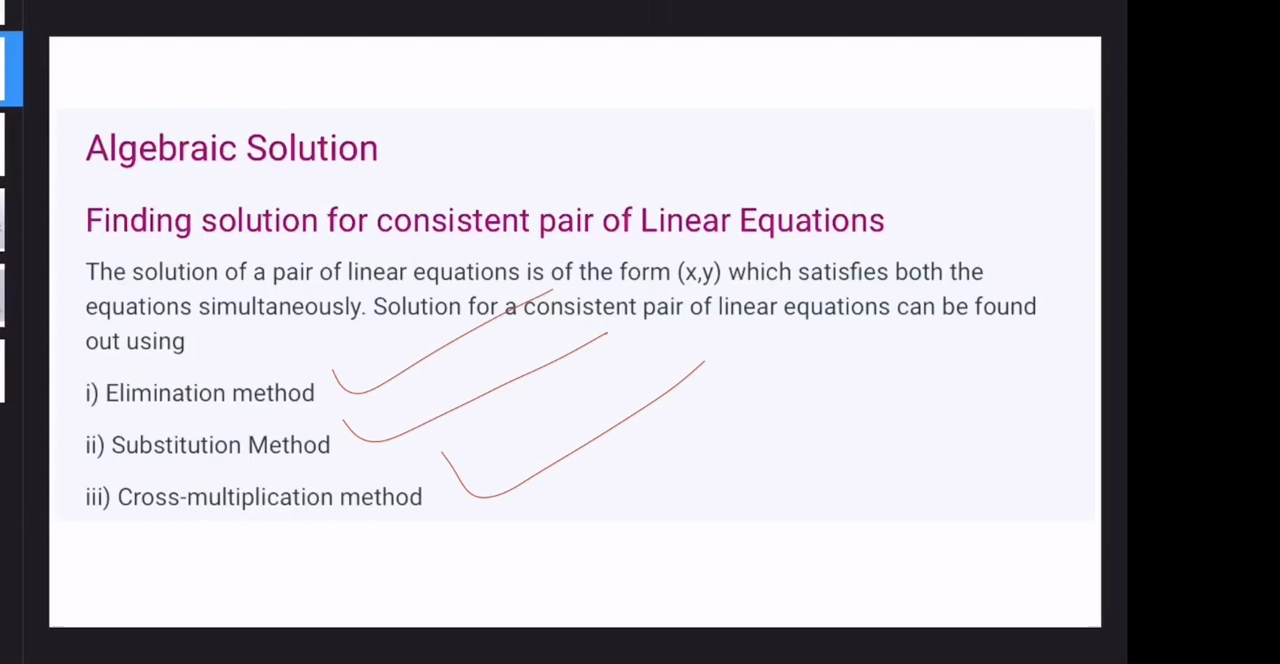 Algebraic Solution
Finding solution for consistent pair of Linear Equations
The solution of a pair of linear equations is of the form (x,y) which satisfies both the
equations simultaneously. Solution for a consistent pair of linear equations can be found
out using
i) Elimination method
ii) Substitution Method
iii) Cross-multiplication method